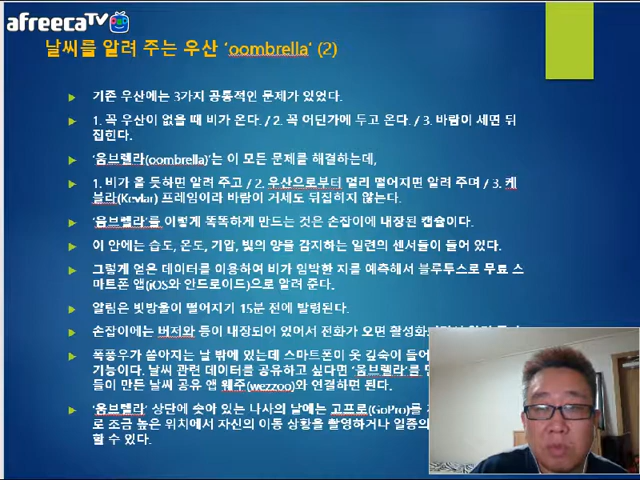 afreecaTV
날씨를 알려 주는 우산 ‘oombrella‘ (2)
기존 우산에는 3가지 공통적인 문제가 있었다.
1. 꼭 우산이 없을 때 비가 온다. / 2. 꼭 어딘가에 두고 온다. / 3. 바람이 세면 뒤
집힌다.
‘움브렐라(oombrella)’는 이 모든 문제를 해결하는데,
1. 비가 올 듯하면 알려 주고 / 2. 우산으로부터 멀리 떨어지면 알려 주며 / 3. 케
블라(Kevlar) 프레임이라 바람이 거세도 뒤집히지 않는다.
‘움브렐라’를 이렇게 똑똑하게 만드는 것은 손잡이에 내장된 캡슐이다.
이 안에는 습도, 온도, 기압, 빛의 양을 감지하는 일련의 센서들이 들어 있다.
그렇게 얻은 데이터를 이용하여 비가 임박한 지를 예측해서 블루투스로 무료 스
마트폰 앱(iOS와 안드로이드)으로 알려 준다.
알림은 빗방울이 떨어지기 15분 전에 발령된다.
손잡이에는 버저와 등이 내장되어 있어서 전화가 오면 활성화
폭풍우가 쏟아지는 날 밖에 있는데 스마트폰이 옷 깊숙이 들어
기능이다. 날씨 관련 데이터를 공유하고 싶다면 ‘움브렐라’를
들이 만든 날씨 공유 앱 웨주(wezzoo)와 연결하면 된다.
‘움브렐라’ 상단에 솟아 있는 나사의 날에는 고프로(GoPro)를
로 조금 높은 위치에서 자신의 이동 상황을 촬영하거나 일종의
할 수 있다.